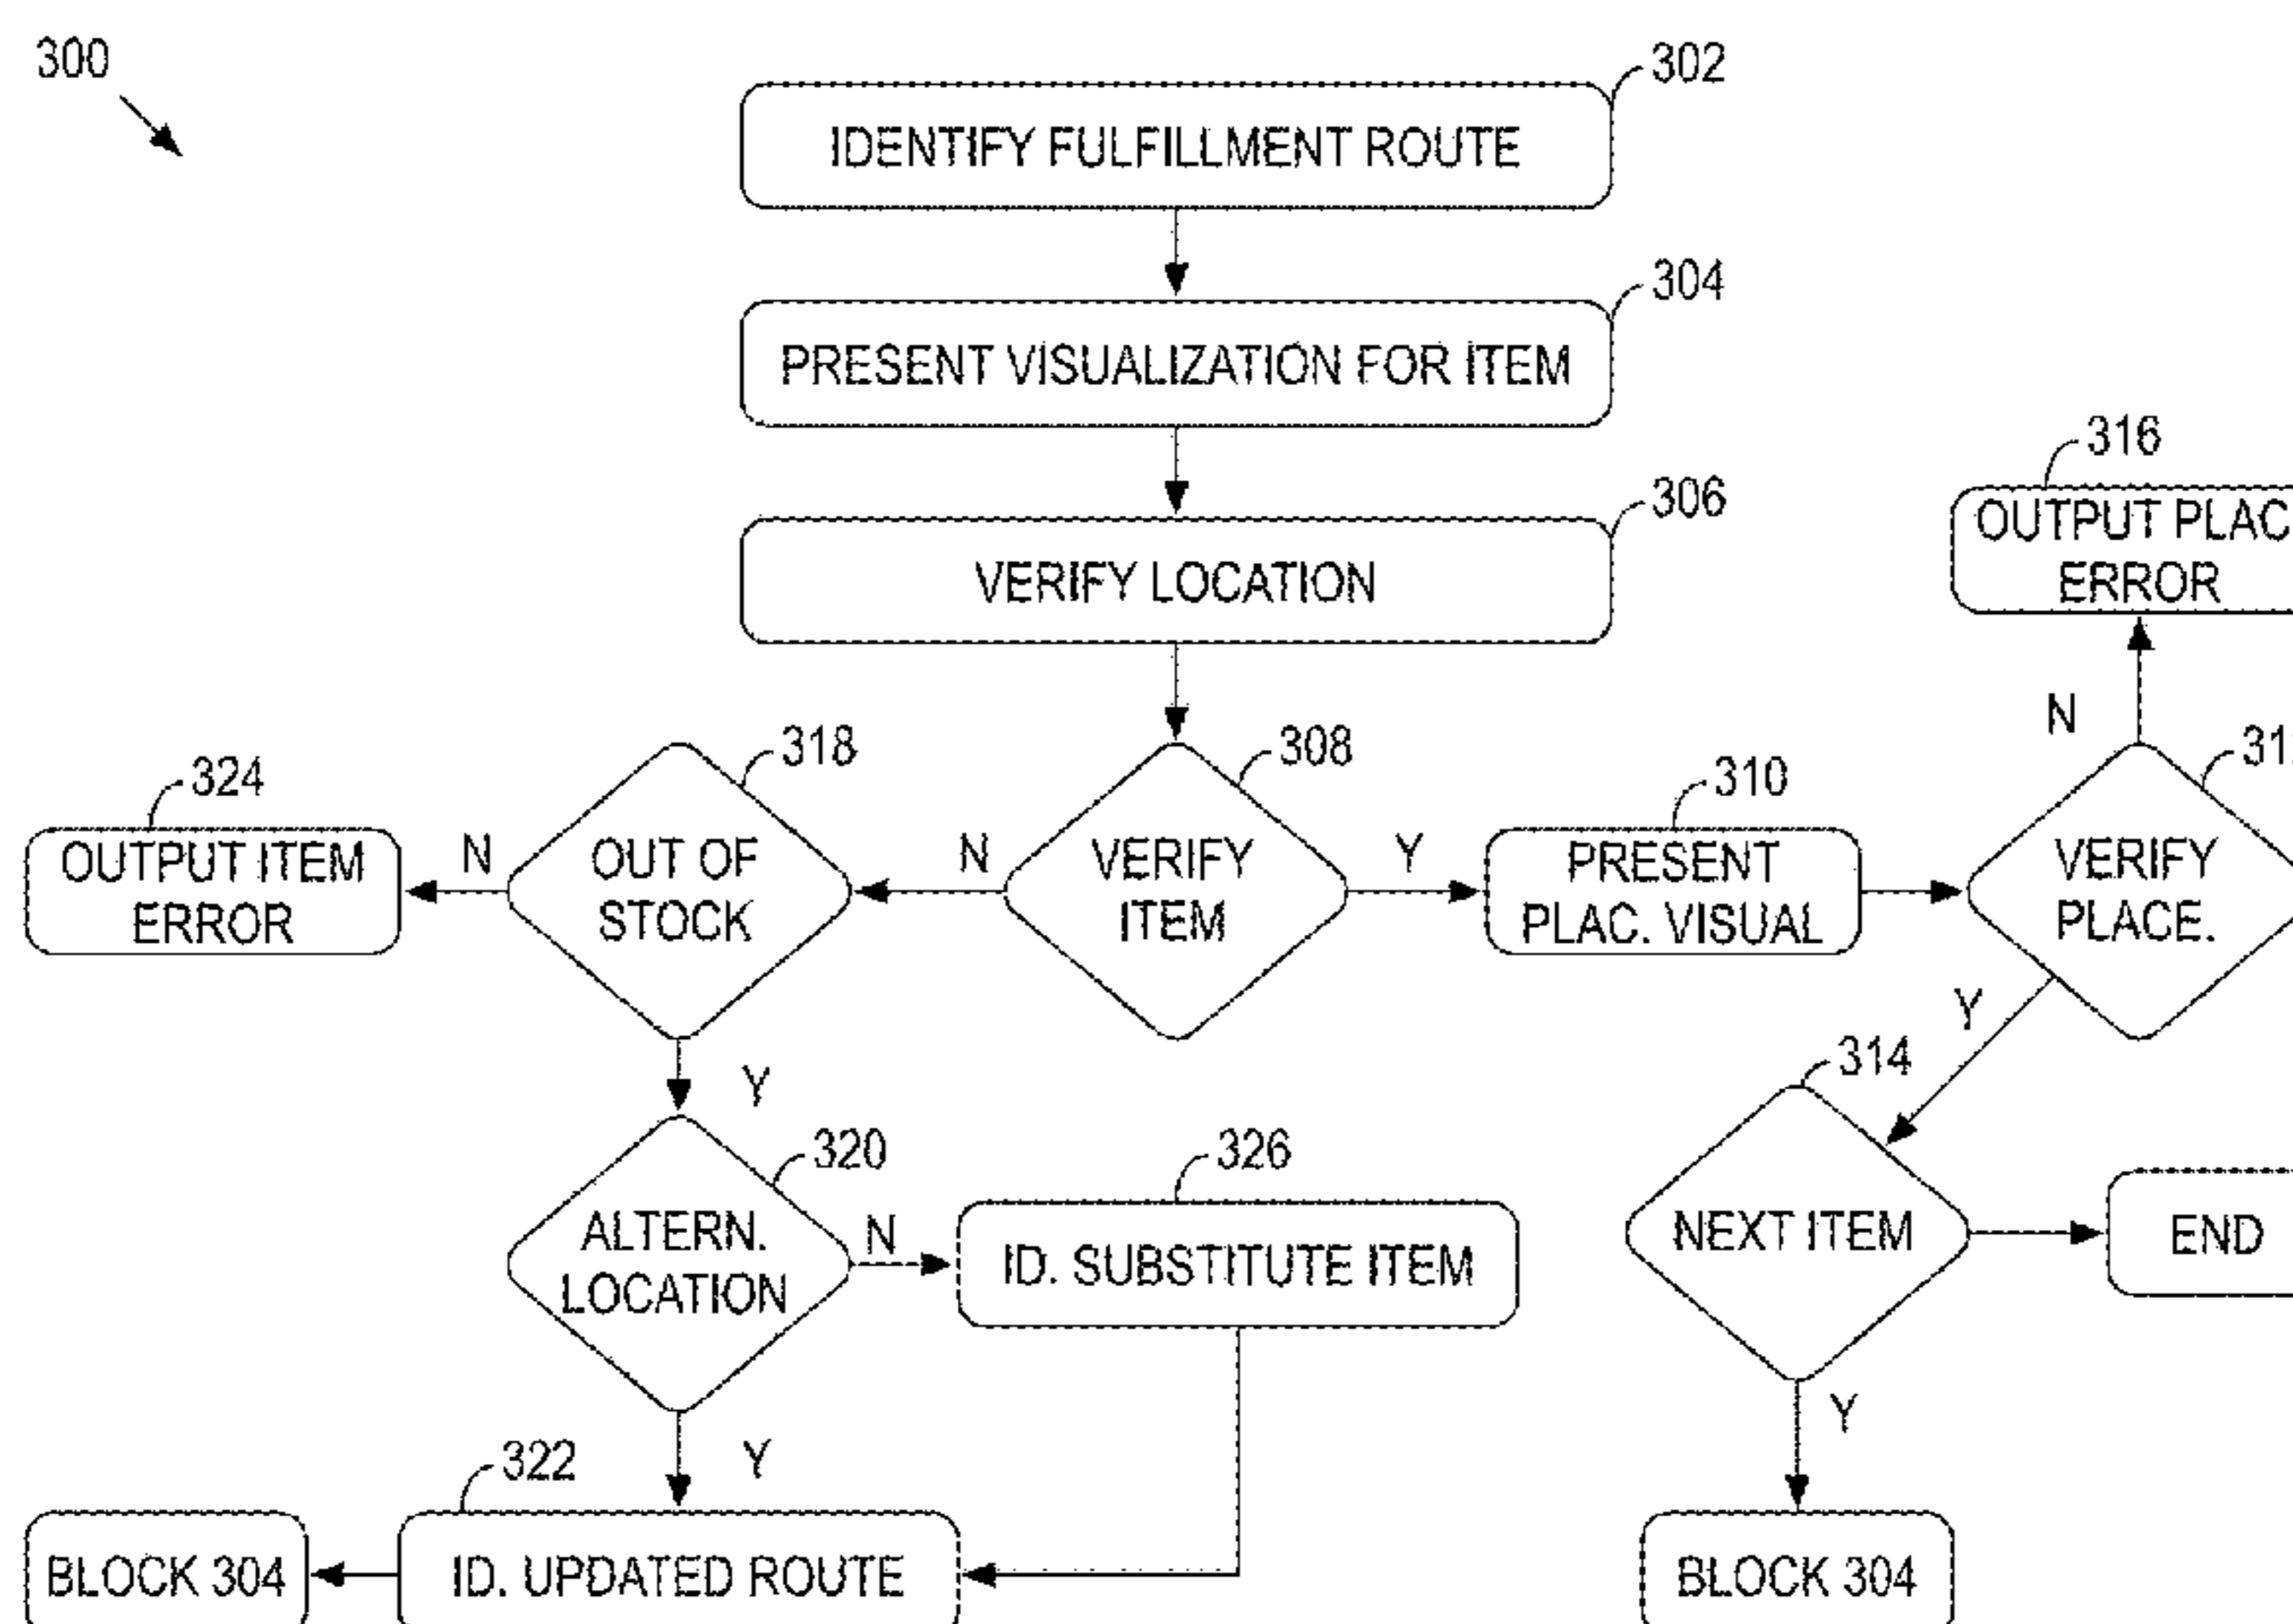 300
302
IDENTIFY FULFILLMENT ROUTE
304
PRESENT VISUALIZATION FOR ITEM
306
VERIFY LOCATION
316
OUTPUT PLAC
ERROR
N
318
308
324
310
OUTPUT ITEM
ERROR
N
OUT OF
STOCK
N
VERIFY
ITEM
Y
PRESENT
PLAC. VISUAL
VERIFY
PLACE.
Y
Y
314
320
326
ALTERN.
LOCATION
N
ID. SUBSTITUTE ITEM
NEXT ITEM
END
Y
Y
322
BLOCK 304
ID. UPDATED ROUTE
BLOCK 304